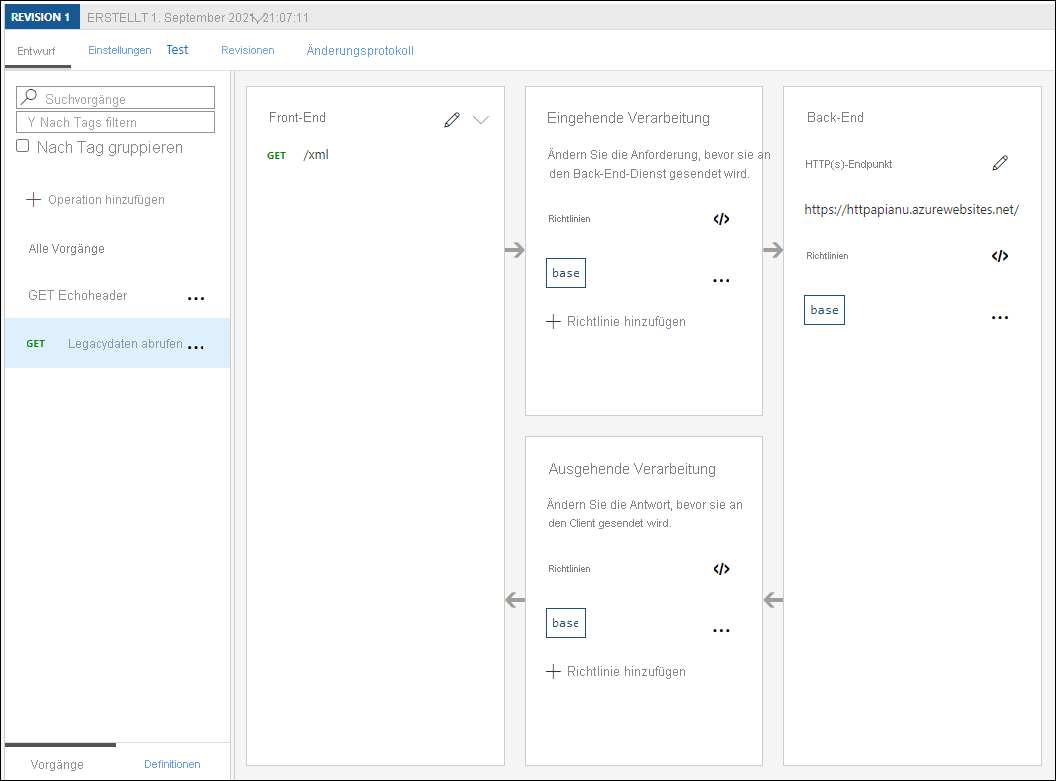 REVISION 1 ERSTELLT 1. September 2021, 21:07:11
Entwurf Einstellungen Test Revisionen Änderungsprotokoll
Suchvorgänge
Nach Tags filtern
Nach Tag gruppieren
Operation hinzufügen
Alle Vorgänge
GET Echoheader
GET Legacydaten abrufen
Vorgänge Definitionen
Front-End
GET /xml
Eingehende Verarbeitung
Ändern Sie die Anforderung, bevor sie an
den Back-End-Dienst gesendet wird.
Richtlinien </>
base
Richtlinie hinzufügen
Ausgehende Verarbeitung
Ändern Sie die Antwort, bevor sie an
den Client gesendet wird.
Richtlinien </>
base
Richtlinie hinzufügen
Back-End
HTTP(s)-Endpunkt
https://httpapianu.azurewebsites.net/
Richtlinien </>
base